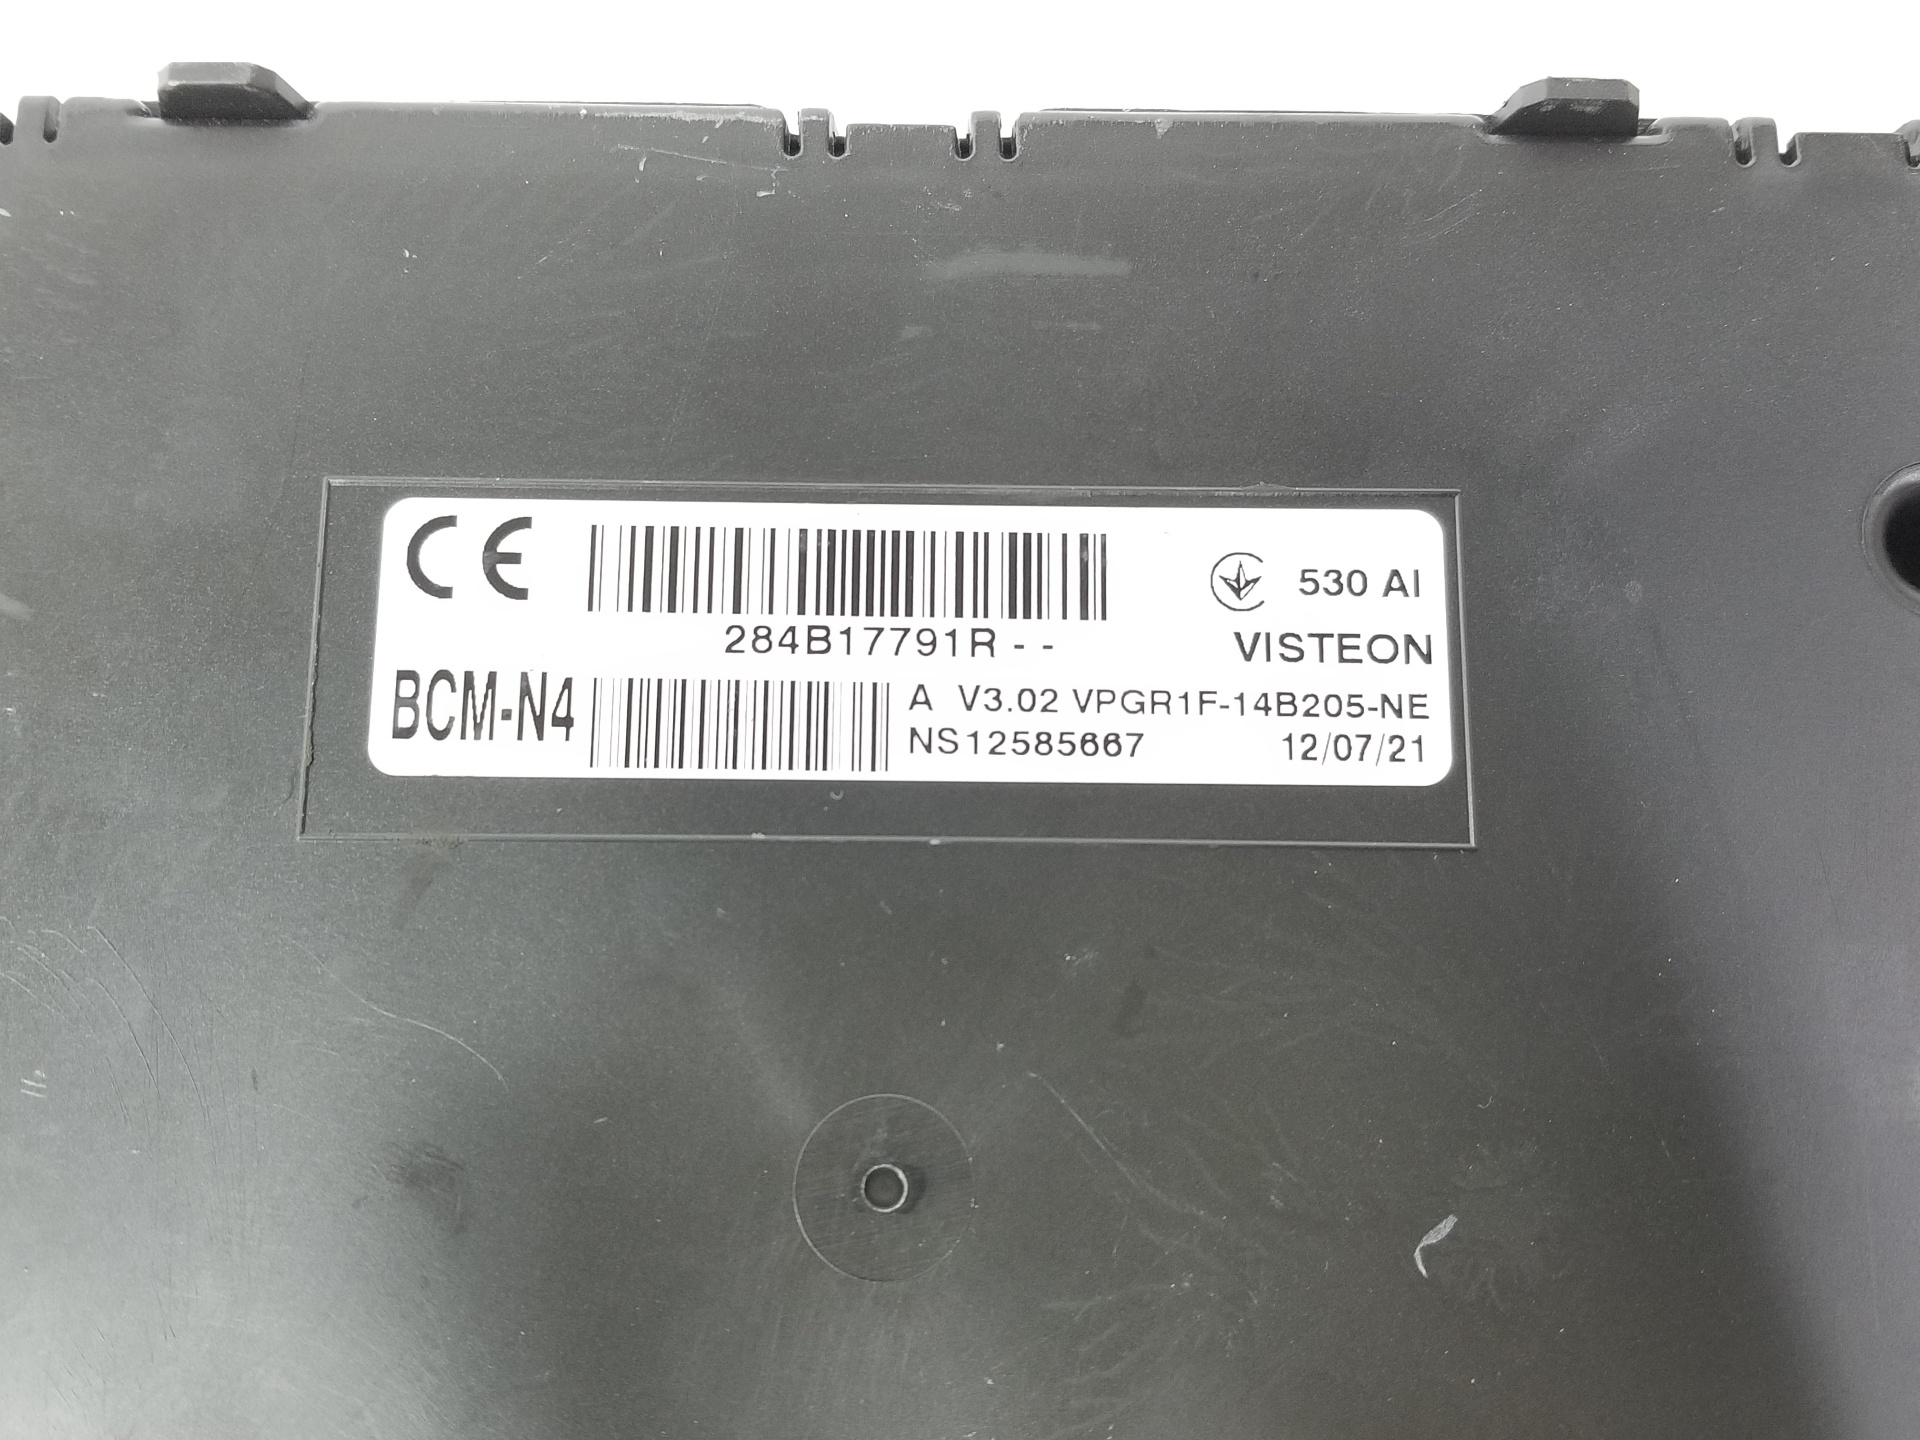 CE
284B17791R--
530 AI
VISTEON
BCM-N4
A V3.02 VPGR1F-14B205-NE
NS12585667 12/07/21